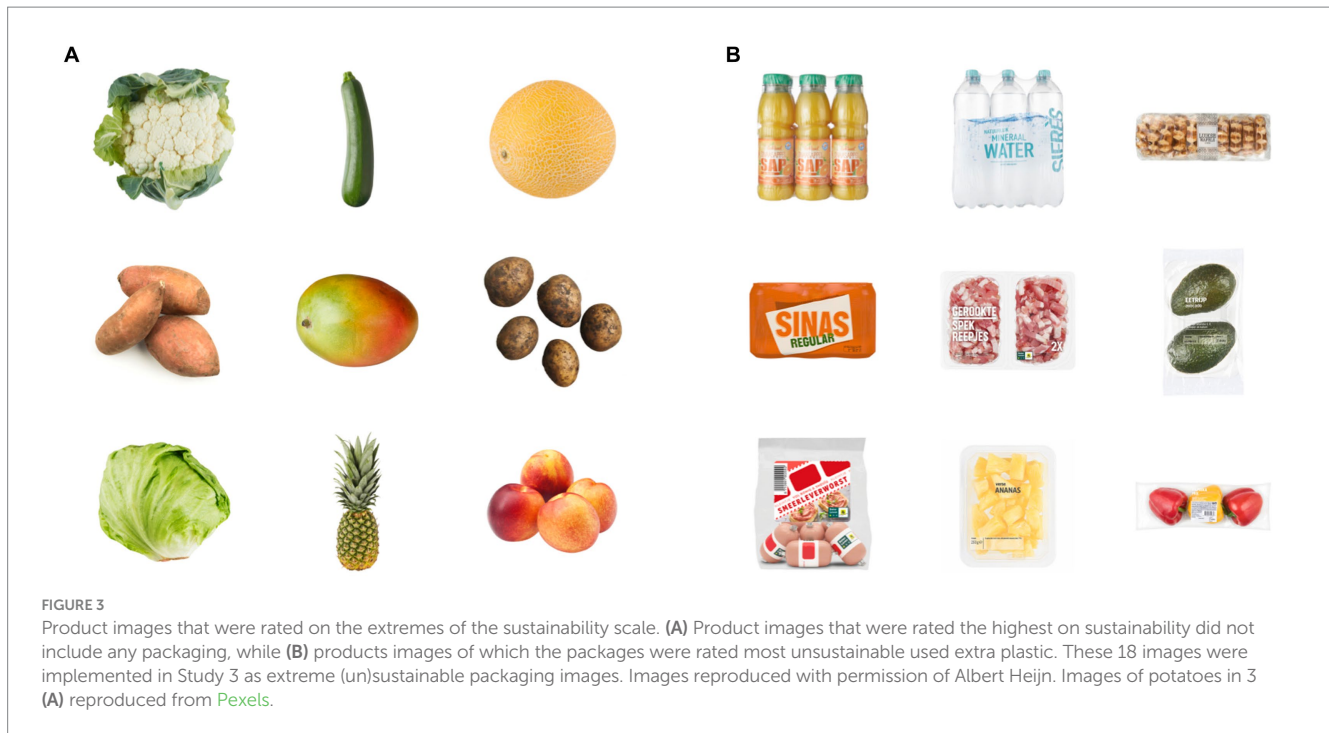 A
B
SAP
SAP
SAP
NATUURLIJK
MINERAAL
WATER
SIERÈS
SINAS
REGULAR
GEROOKTE
SPEK
REEPJES
2X
EETRIJP
SMEERLEVERWORST
VERSE
ANANAS
FIGURE 3
Product images that were rated on the extremes of the sustainability scale. (A) Product images that were rated the highest on sustainability did not
include any packaging, while (B) products images of which the packages were rated most unsustainable used extra plastic. These 18 images were
implemented in Study 3 as extreme (un)sustainable packaging images. Images reproduced with permission of Albert Heijn. Images of potatoes in 3
(A) reproduced from Pexels.